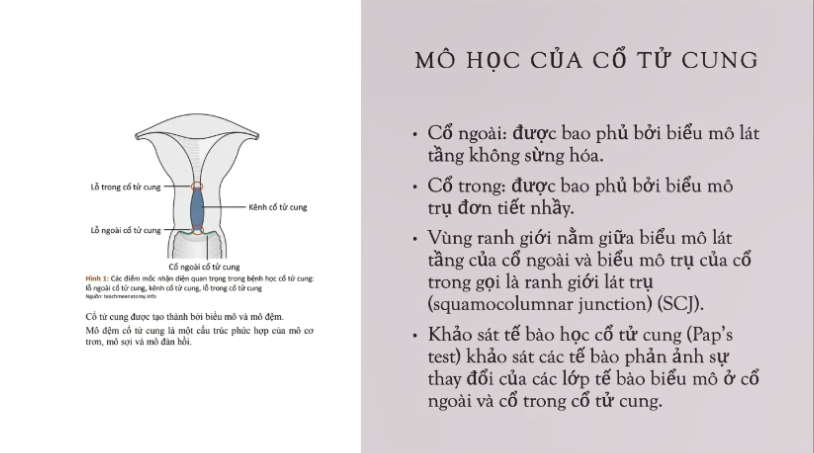 Lỗ trong cổ tử cung
Kênh cổ tử cung
Lỗ ngoài cổ tử cung
Cổ ngoài cổ tử cung
Hình 1: Các điểm mốc nhận diện quan trọng trong bệnh học cổ tử cung:
lỗ ngoài cổ tử cung, kênh cổ tử cung, lỗ trong cổ tử cung
Nguồn: teachmeanatomy.info
Cổ tử cung được tạo thành bởi biểu mô và mô đệm.
Mô đệm cổ tử cung là một cấu trúc phức hợp của mô cơ
trơn, mô sợi và mô đàn hồi.
MÔ HỌC CỦA CỔ TỬ CUNG
• Cổ ngoài: được bao phủ bởi biểu mô lát
tầng không sừng hóa.
• Cổ trong: được bao phủ bởi biểu mô
trụ đơn tiết nhầy.
• Vùng ranh giới nằm giữa biểu mô lát
tầng của cổ ngoài và biểu mô trụ của cổ
trong gọi là ranh giới lát trụ
(squamocolumnar junction) (SCJ).
• Khảo sát tế bào học cổ tử cung (Pap's
test) khảo sát các tế bào phản ảnh sự
thay đổi của các lớp tế bào biểu mô ở cổ
ngoài và cổ trong cổ tử cung.